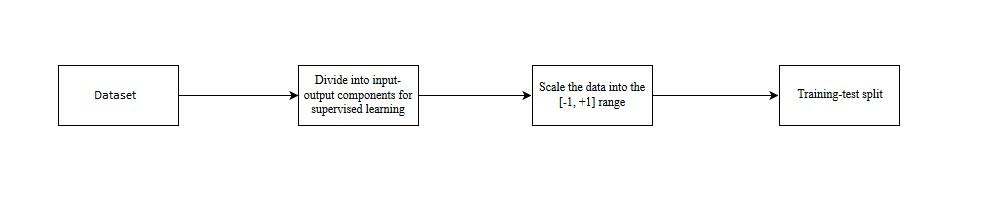 Dataset
Divide into input-
output components for
supervised learning
Scale the data into the
[-1, +1] range
Training-test split